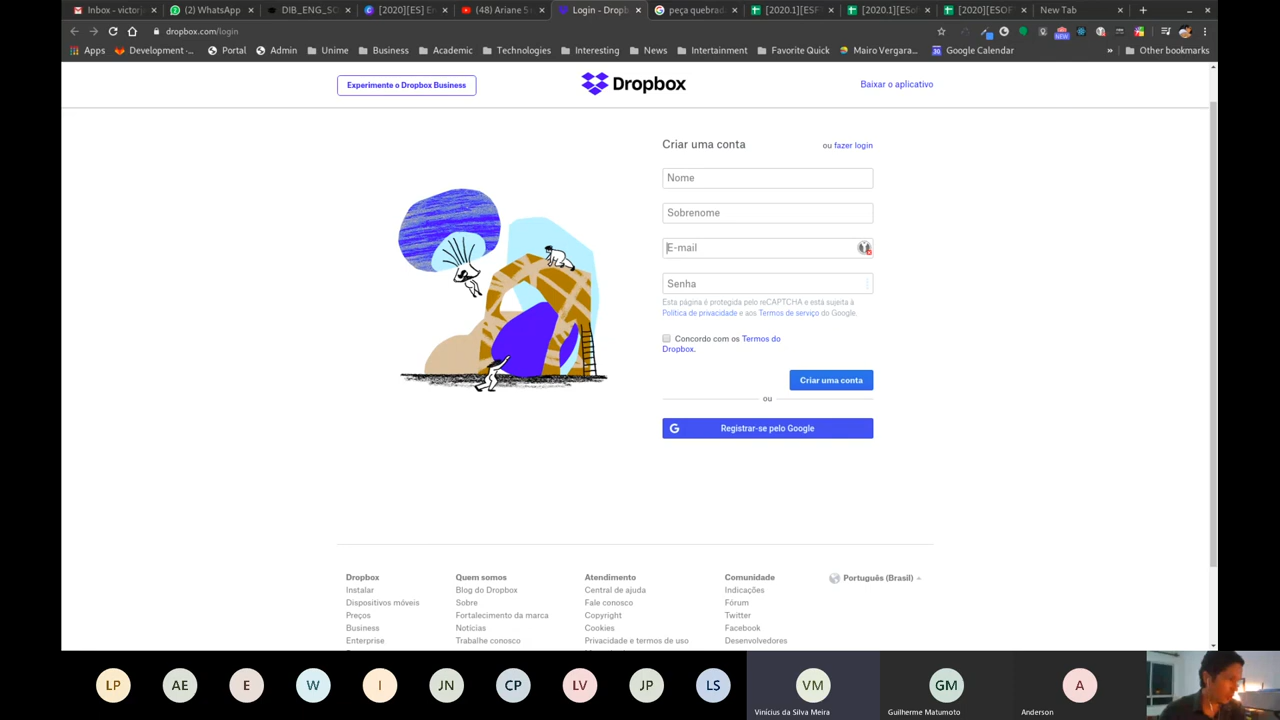 Inbox - victorj
(2) WhatsApp
DIB_ENG_SC
[2020][ES] En
(48) Ariane 5
Login - Dropb
peça quebrad
[2020.1][ESF
[2020.1][ESo
[2020][ESOF
New Tab
dropbox.com/login
Apps
Development -...
Portal
Admin
Unime
Business
Academic
Technologies
Interesting
News
Intertainment
Favorite Quick
Mairo Vergara...
Google Calendar
»
Other bookmarks
Experimente o Dropbox Business
Dropbox
Baixar o aplicativo
Criar uma conta
ou fazer login
Nome
Sobrenome
E-mail
Senha
Esta página é protegida pelo reCAPTCHA e está sujeita à
Política de privacidade e aos Termos de serviço do Google.
Concordo com os Termos do
Dropbox.
Criar uma conta
ou
G
Registrar-se pelo Google
Dropbox
Quem somos
Atendimento
Comunidade
Português (Brasil)
Instalar
Blog do Dropbox
Central de ajuda
Indicações
Dispositivos móveis
Sobre
Fale conosco
Fórum
Preços
Fortalecimento da marca
Copyright
Twitter
Business
Notícias
Cookies
Facebook
Enterprise
Trabalhe conosco
Privacidade e termos de uso
Desenvolvedores
LP
AE
E
W
I
JN
CP
LV
JP
LS
VM
GM
A
Vinícius da Silva Meira
Guilherme Matumoto
Anderson